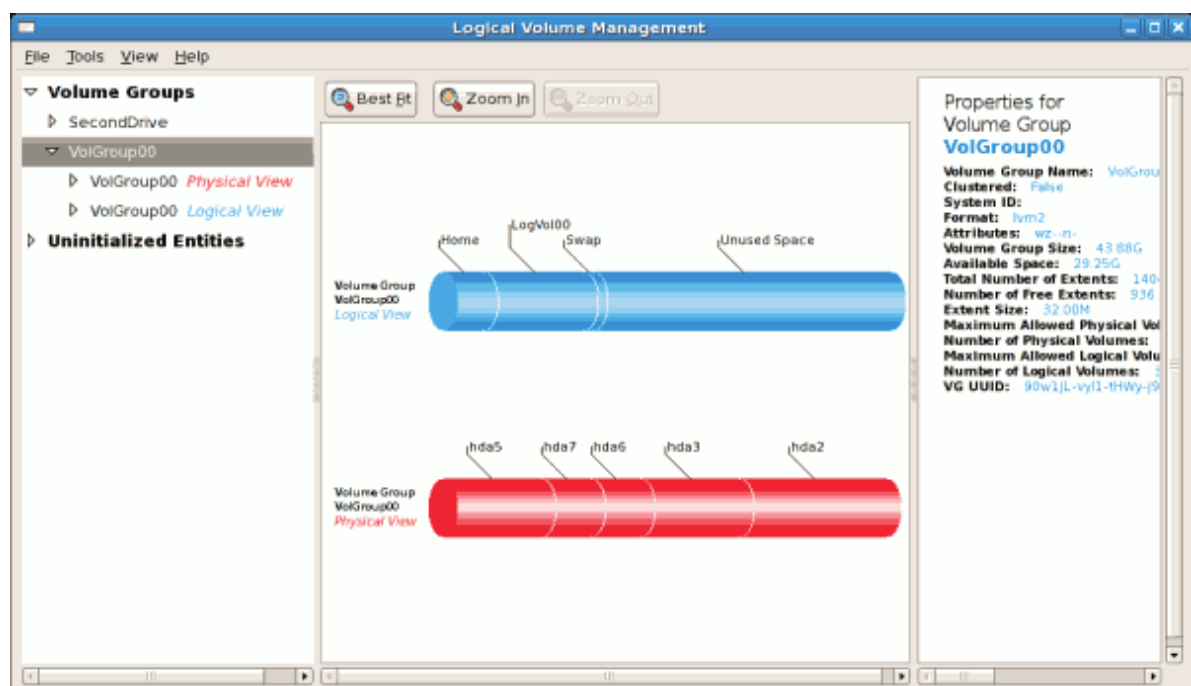 Logical Volume Management
File Tools View Help
Volume Groups
SecondDrive
VolGroup00
VolGroup00 Physical View
VolGroup00 Logical View
Uninitialized Entities
Best Fit
Zoom In
Zoom Out
Home
LogVol00
Swap
Unused Space
Volume Group
VolGroup00
Logical View
hda5
hda7
hda6
hda3
hda2
Volume Group
VolGroup00
Physical View
Properties for
Volume Group
VolGroup00
Volume Group Name: VolGrou
Clustered: False
System ID:
Format: lvm2
Attributes: wz--n-
Volume Group Size: 43.88G
Available Space: 29.25G
Total Number of Extents: 140
Number of Free Extents: 936
Extent Size: 32.00M
Maximum Allowed Physical Vol
Number of Physical Volumes:
Maximum Allowed Logical Volu
Number of Logical Volumes:
VG UUID: